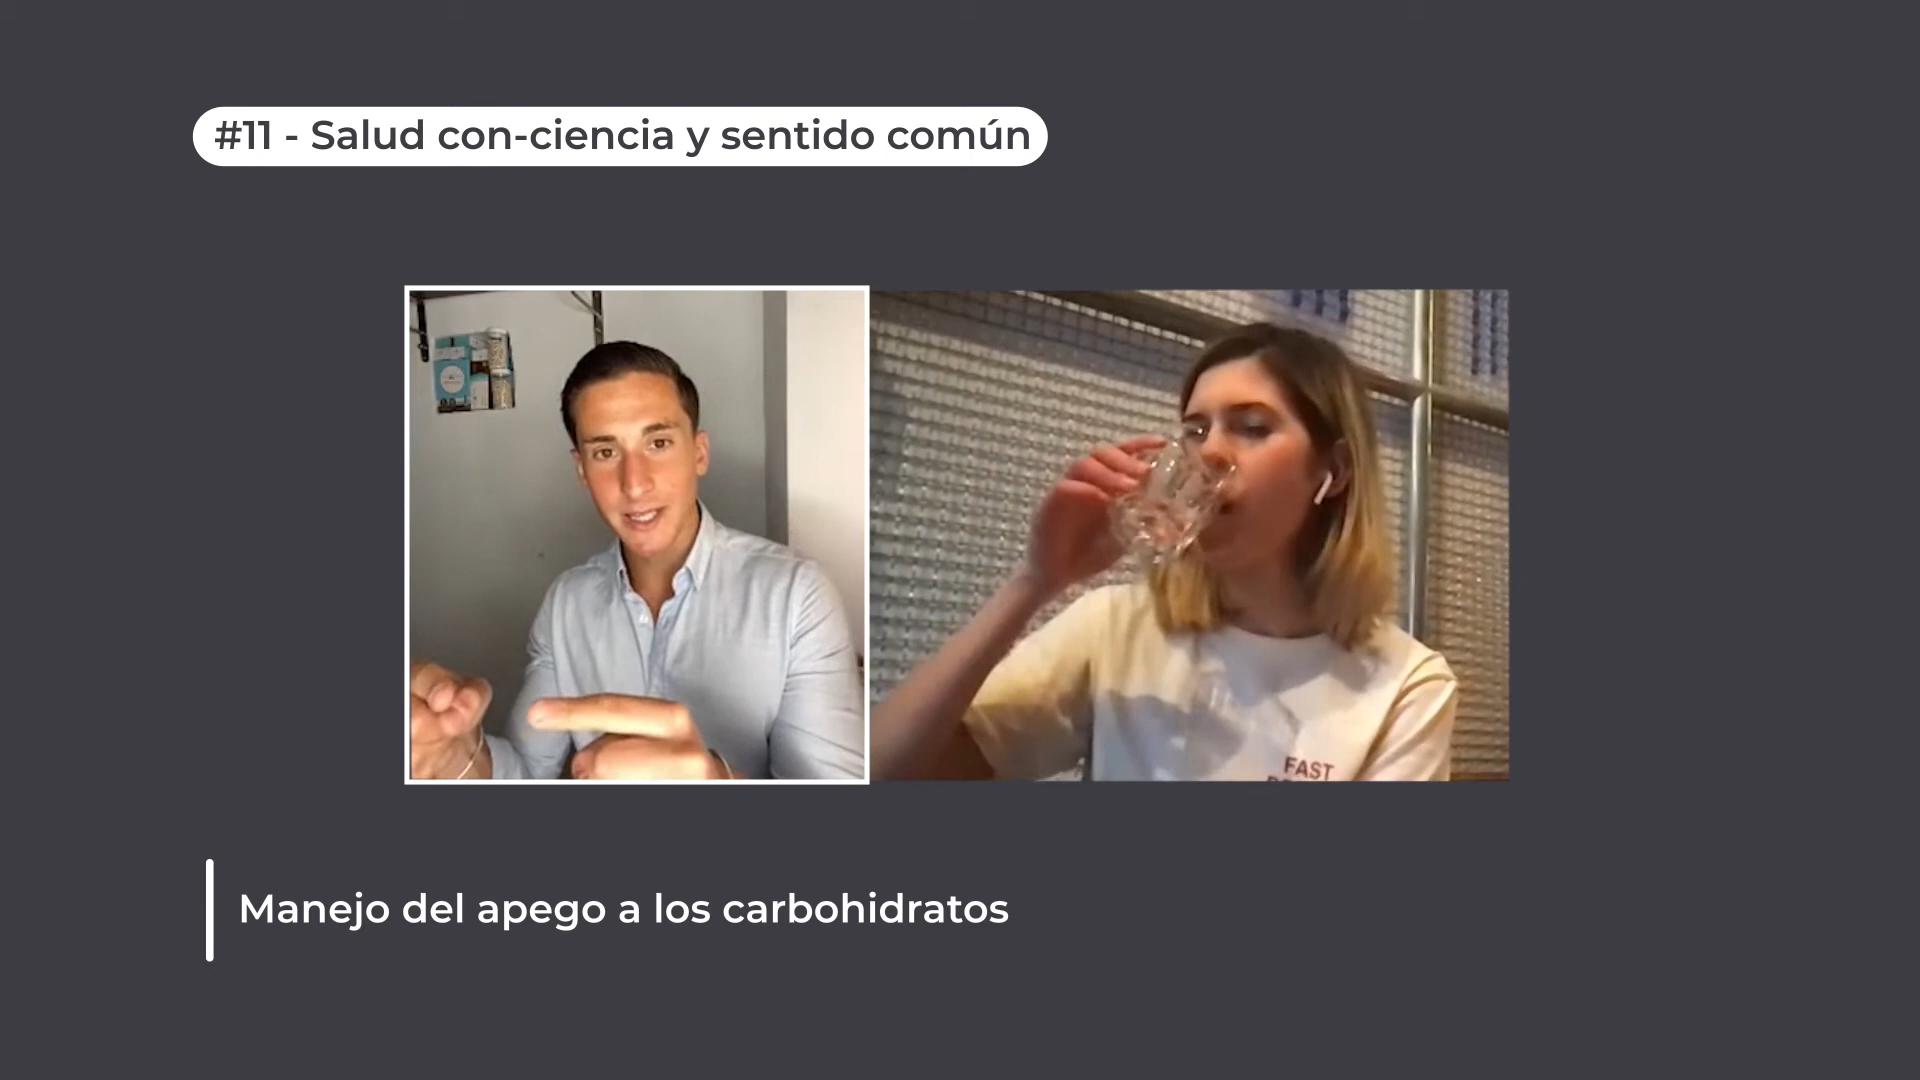 #11 - Salud con-ciencia y sentido común
FAST
Manejo del apego a los carbohidratos